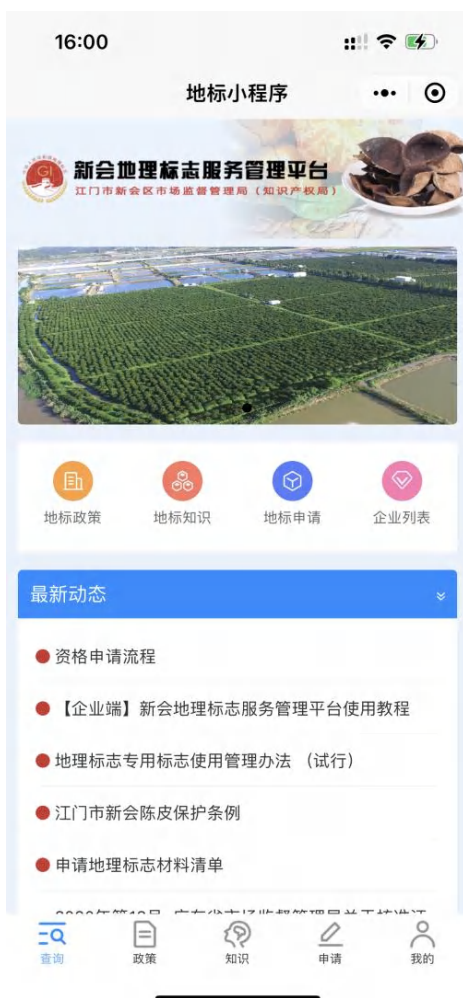 16:00
地标小程序
GI
新会地理标志服务管理平台
江门市新会区市场监督管理局（知识产权局）
地标政策
地标知识
地标申请
企业列表
最新动态
资格申请流程
【企业端】新会地理标志服务管理平台使用教程
地理标志专用标志使用管理办法 （试行）
江门市新会陈皮保护条例
申请地理标志材料清单
查询
政策
知识
申请
我的